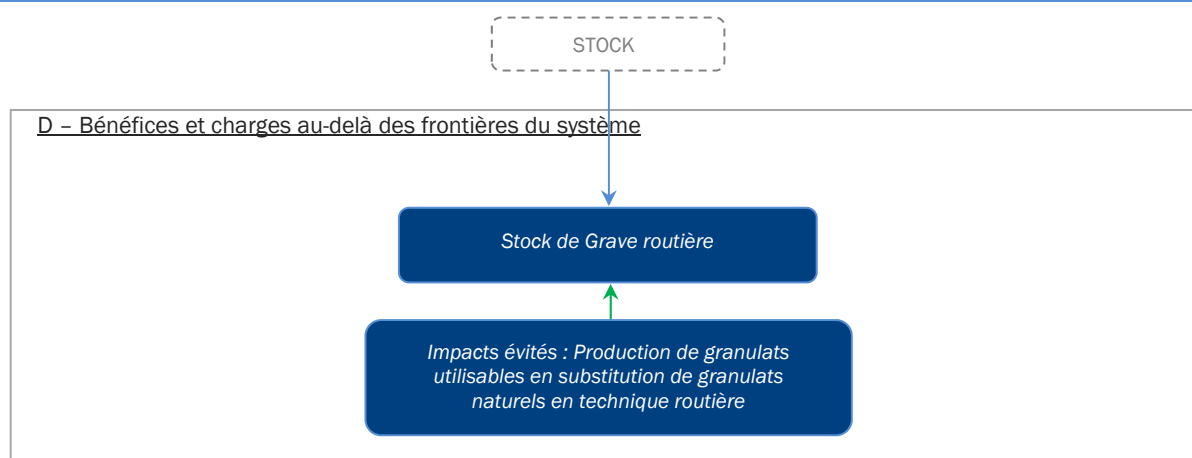 STOCK
D – Bénéfices et charges au-delà des frontières du système
Stock de Grave routière
Impacts évités : Production de granulats
utilisables en substitution de granulats
naturels en technique routière